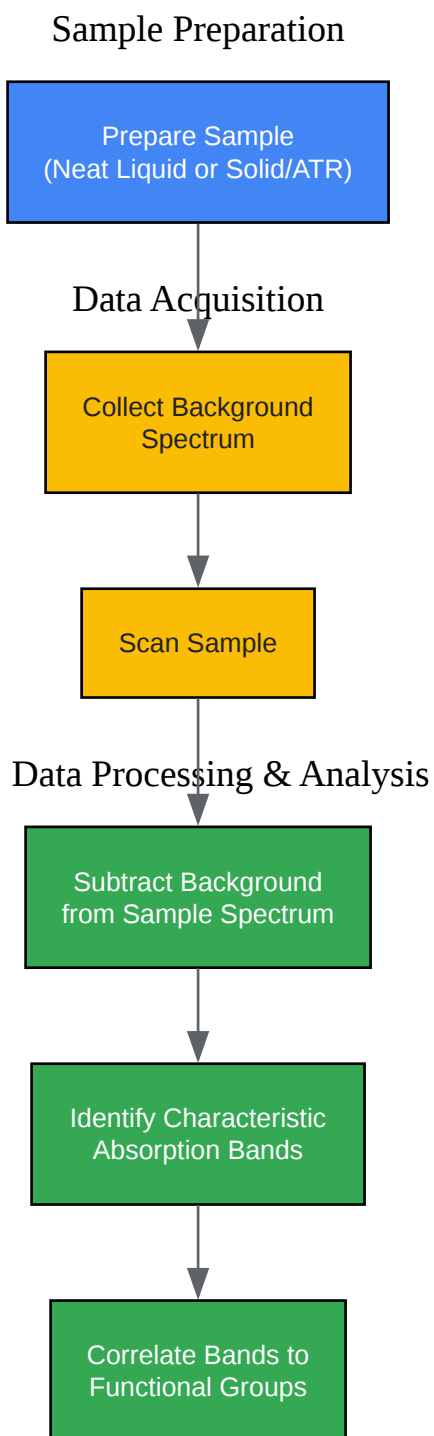 Sample Preparation
Prepare Sample
(Neat Liquid or Solid/ATR)
Data Acquisition
Collect Background
Spectrum
Scan Sample
Data Processing & Analysis
Subtract Background
from Sample Spectrum
Identify Characteristic
Absorption Bands
Correlate Bands to
Functional Groups